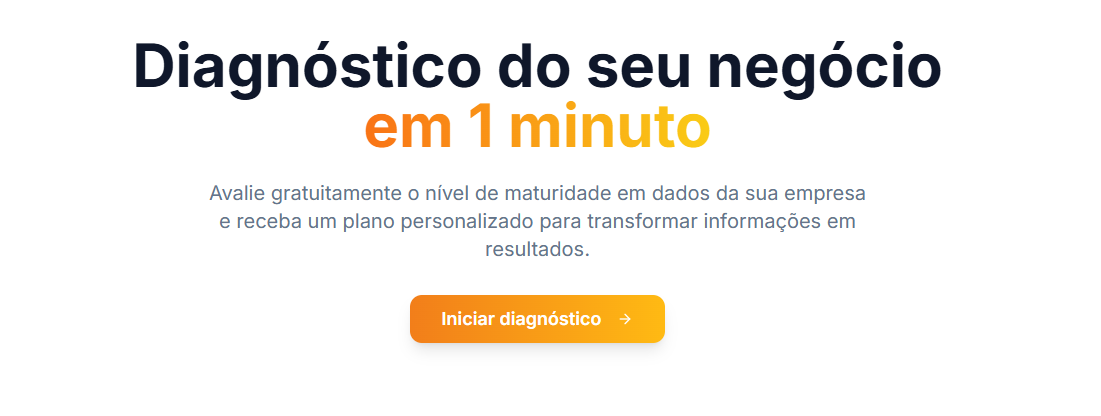 Diagnóstico do seu negócio
em 1 minuto
Avalie gratuitamente o nível de maturidade em dados da sua empresa
e receba um plano personalizado para transformar informações em
resultados.
Iniciar diagnóstico →